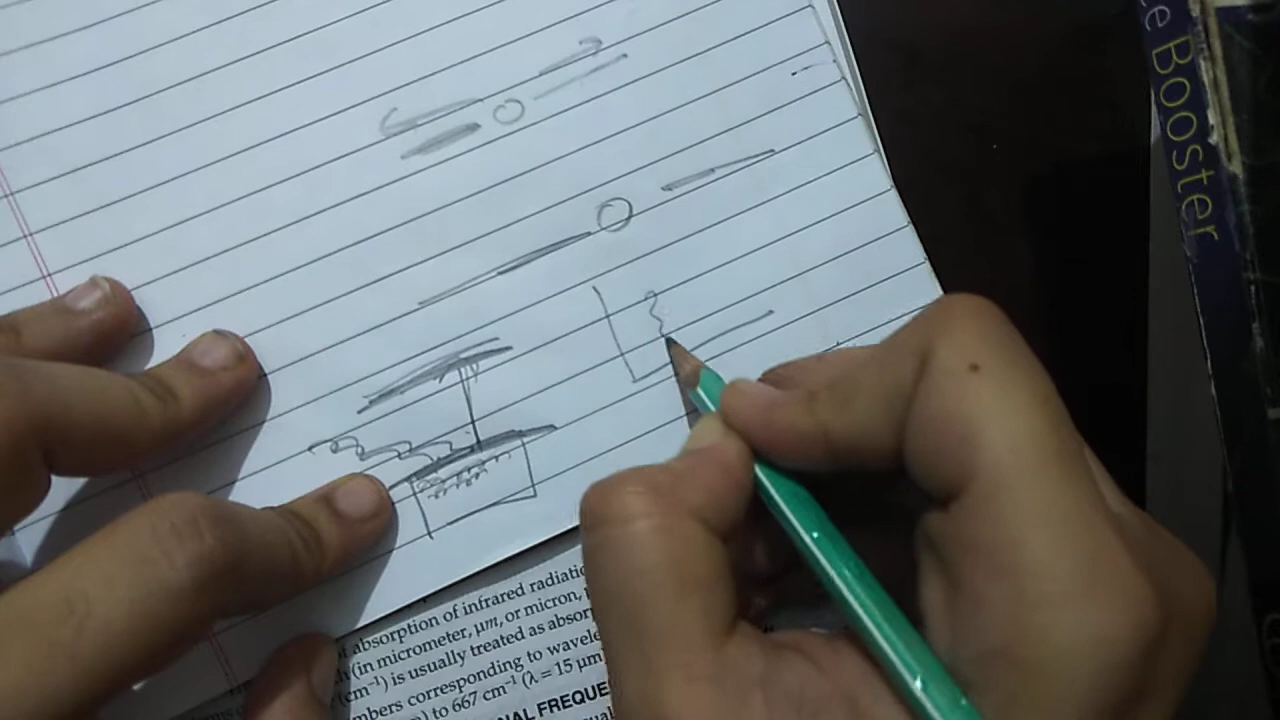 e Booster
absorption of infrared radiatio
(in micrometer, μm, or micron,
(cm⁻¹) is usually treated as absor
mbers corresponding to wavele
) to 667 cm⁻¹ (λ = 15 μm
NAL FREQUE